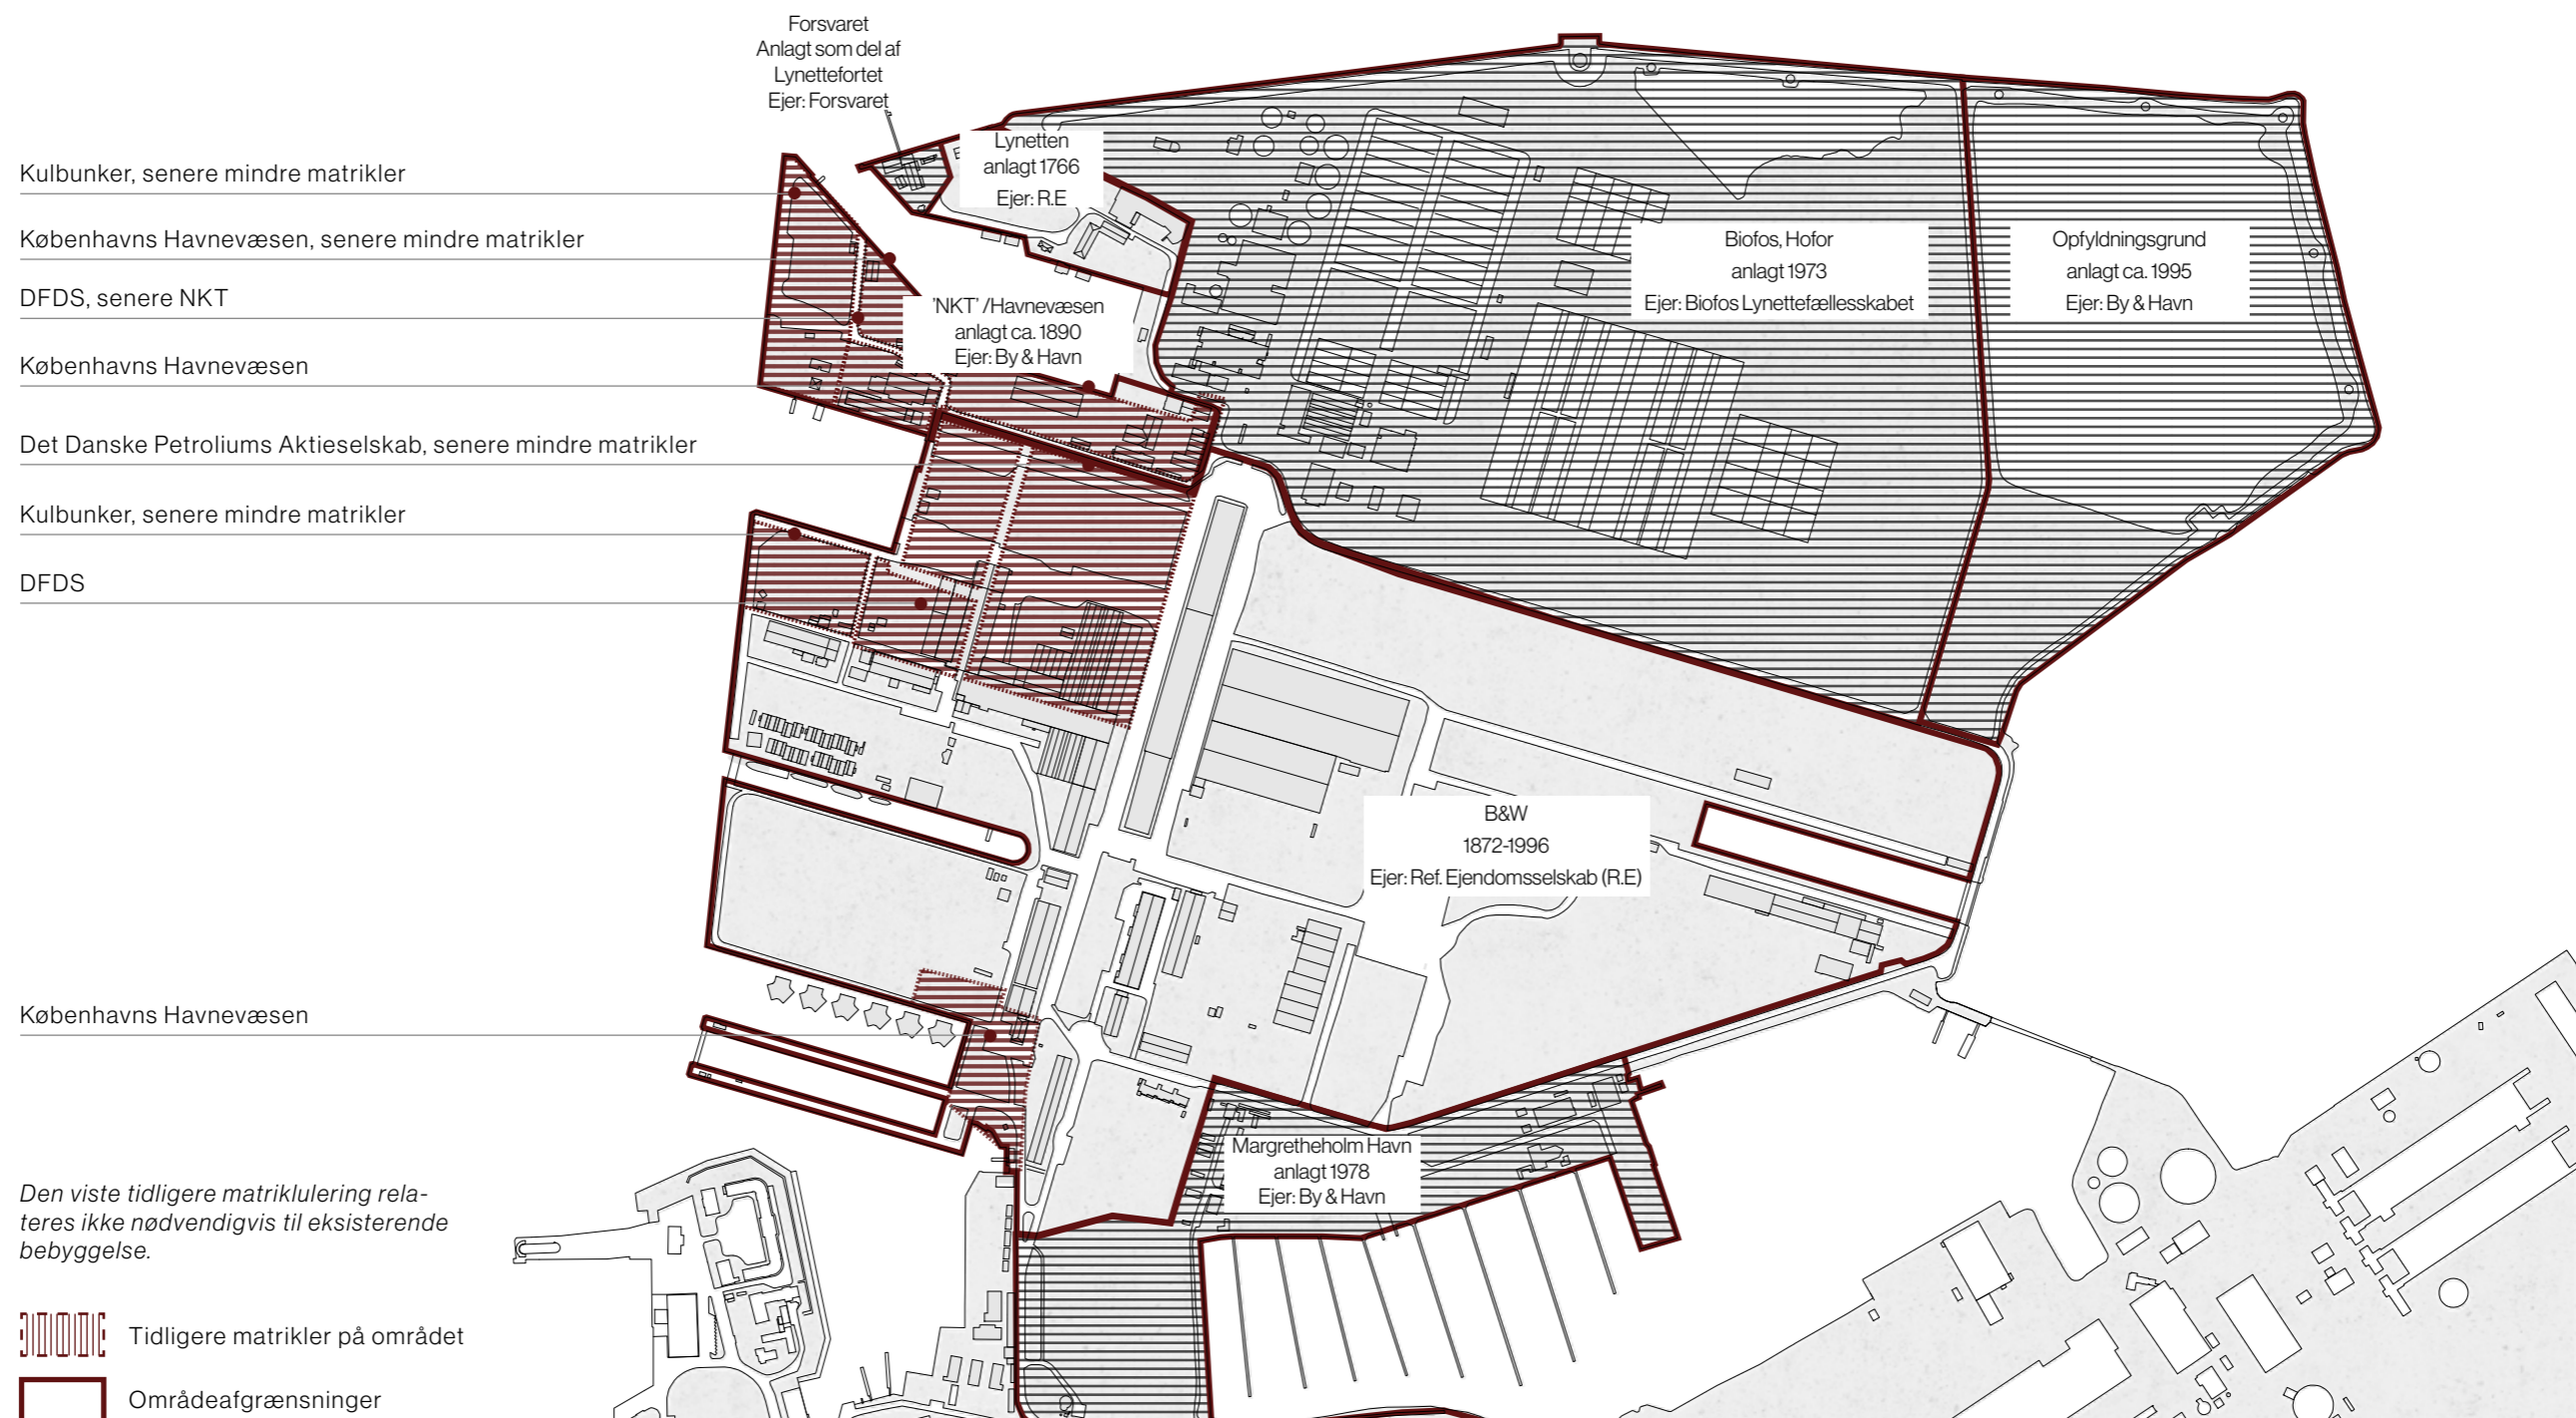 Forsvaret
Anlagt som del af
Lynettefortet
Ejer: Forsvaret
Lynetten
anlagt 1766
Ejer: R.E
Kulbunker, senere mindre matrikler
Københavns Havnevæsen, senere mindre matrikler
DFDS, senere NKT
Københavns Havnevæsen
Det Danske Petroliums Aktieselskab, senere mindre matrikler
Kulbunker, senere mindre matrikler
DFDS
Københavns Havnevæsen
'NKT' /Havnevæsen
anlagt ca. 1890
Ejer: By & Havn
Biofos, Hofor
anlagt 1973
Ejer: Biofos Lynettefællesskabet
Opfyldningsgrund
anlagt ca. 1995
Ejer: By & Havn
B&W
1872-1996
Ejer: Ref. Ejendomsselskab (R.E)
Margretheholm Havn
anlagt 1978
Ejer: By & Havn
Den viste tidligere matriklulering rela-
teres ikke nødvendigvis til eksisterende
bebyggelse.
Tidligere matrikler på området
Områdeafgrænsninger